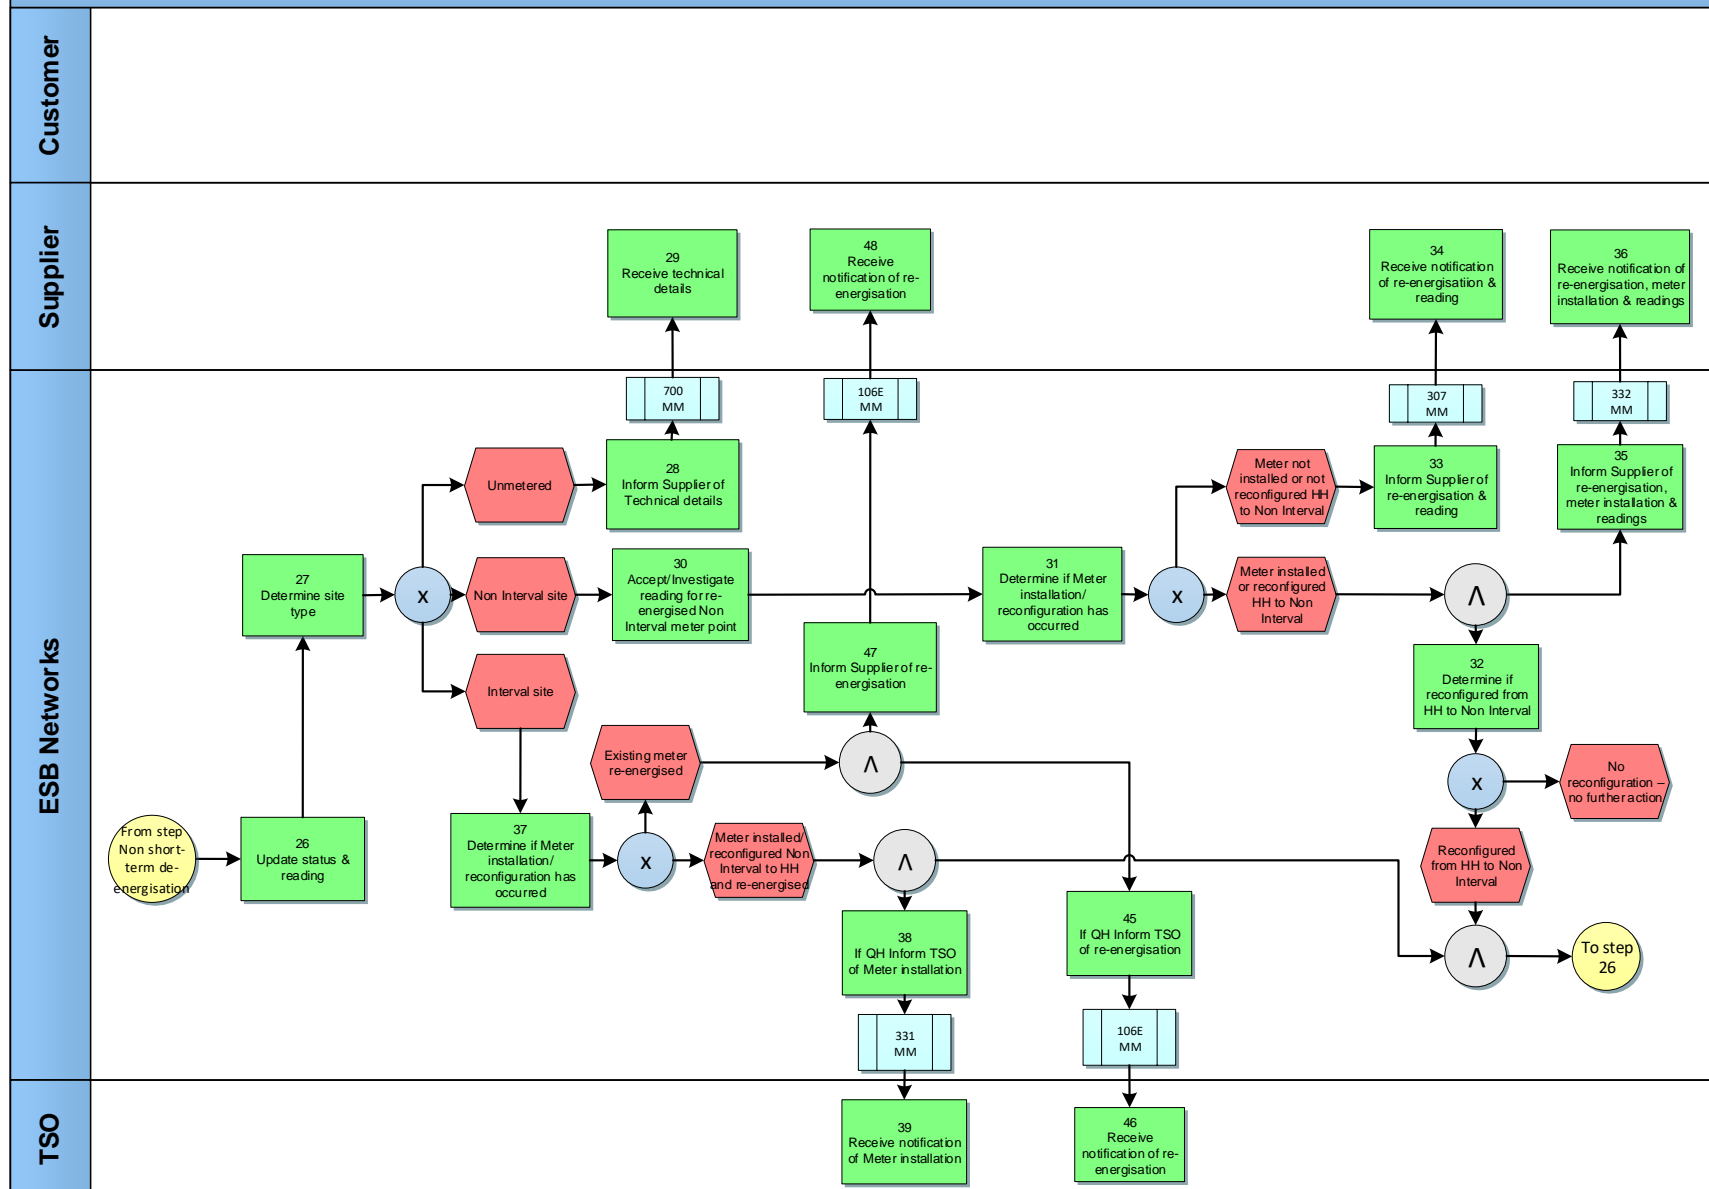 Customer
Supplier
29
Receive technical
details
48
Receive
notification of re-
energisation
34
Receive notification
of re-energisatiion &
reading
36
Receive notification of
re-energisation, meter
installation & readings
ESB Networks
700
MM
106E
MM
307
MM
332
MM
Unmetered
28
Inform Supplier of
Technical details
Meter not
installed or not
reconfigured HH
to Non Interval
33
Inform Supplier of
re-energisation &
reading
35
Inform Supplier of
re-energisation,
meter installation &
readings
27
Determine site
type
X
Non Interval site
30
Accept/Investigate
reading for re-
energised Non
Interval meter point
31
Determine if Meter
installation/
reconfiguration has
occurred
X
Meter installed
or reconfigured
HH to Non
Interval
Λ
Interval site
47
Inform Supplier of re-
energisation
32
Determine if
reconfigured from
HH to Non Interval
Existing meter
re-energised
Λ
X
No
reconfiguration –
no further action
From step
Non short-
term de-
energisation
26
Update status &
reading
37
Determine if Meter
installation/
reconfiguration has
occurred
X
Meter installed/
reconfigured Non
Interval to HH
and re-energised
Λ
Reconfigured
from HH to Non
Interval
38
If QH Inform TSO
of Meter installation
45
If QH Inform TSO
of re-energisation
Λ
To step
26
331
MM
106E
MM
TSO
39
Receive notification
of Meter installation
46
Receive
notification of re-
energisation